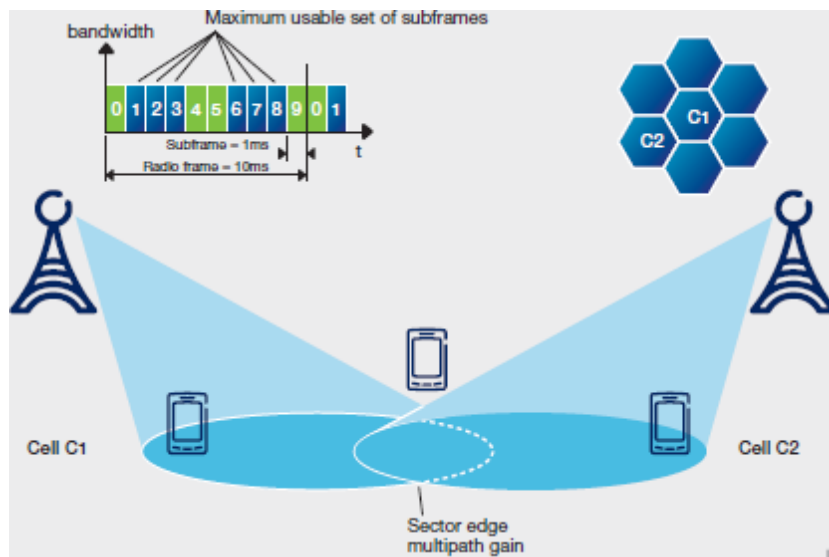 Maximum usable set of subframes
bandwidth
0 1 2 3 4 5 6 7 8 9 0 1
Subframe = 1ms
t
Radio frame = 10ms
C1
C2
Cell C1
Cell C2
Sector edge
multipath gain